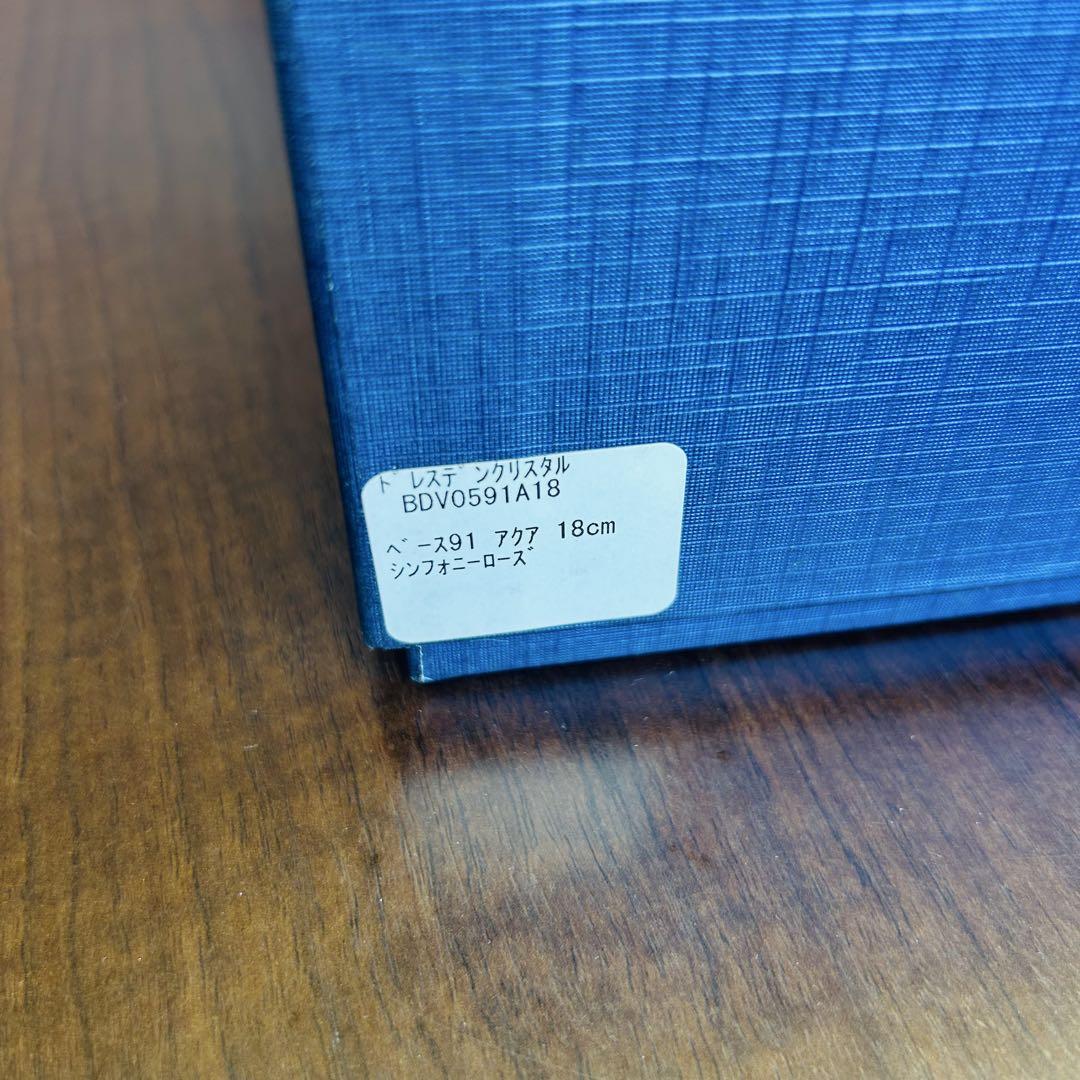 ドレスデンクリスタル
BDV0591A18
ベース91 アクア 18cm
シンフォニーローズ